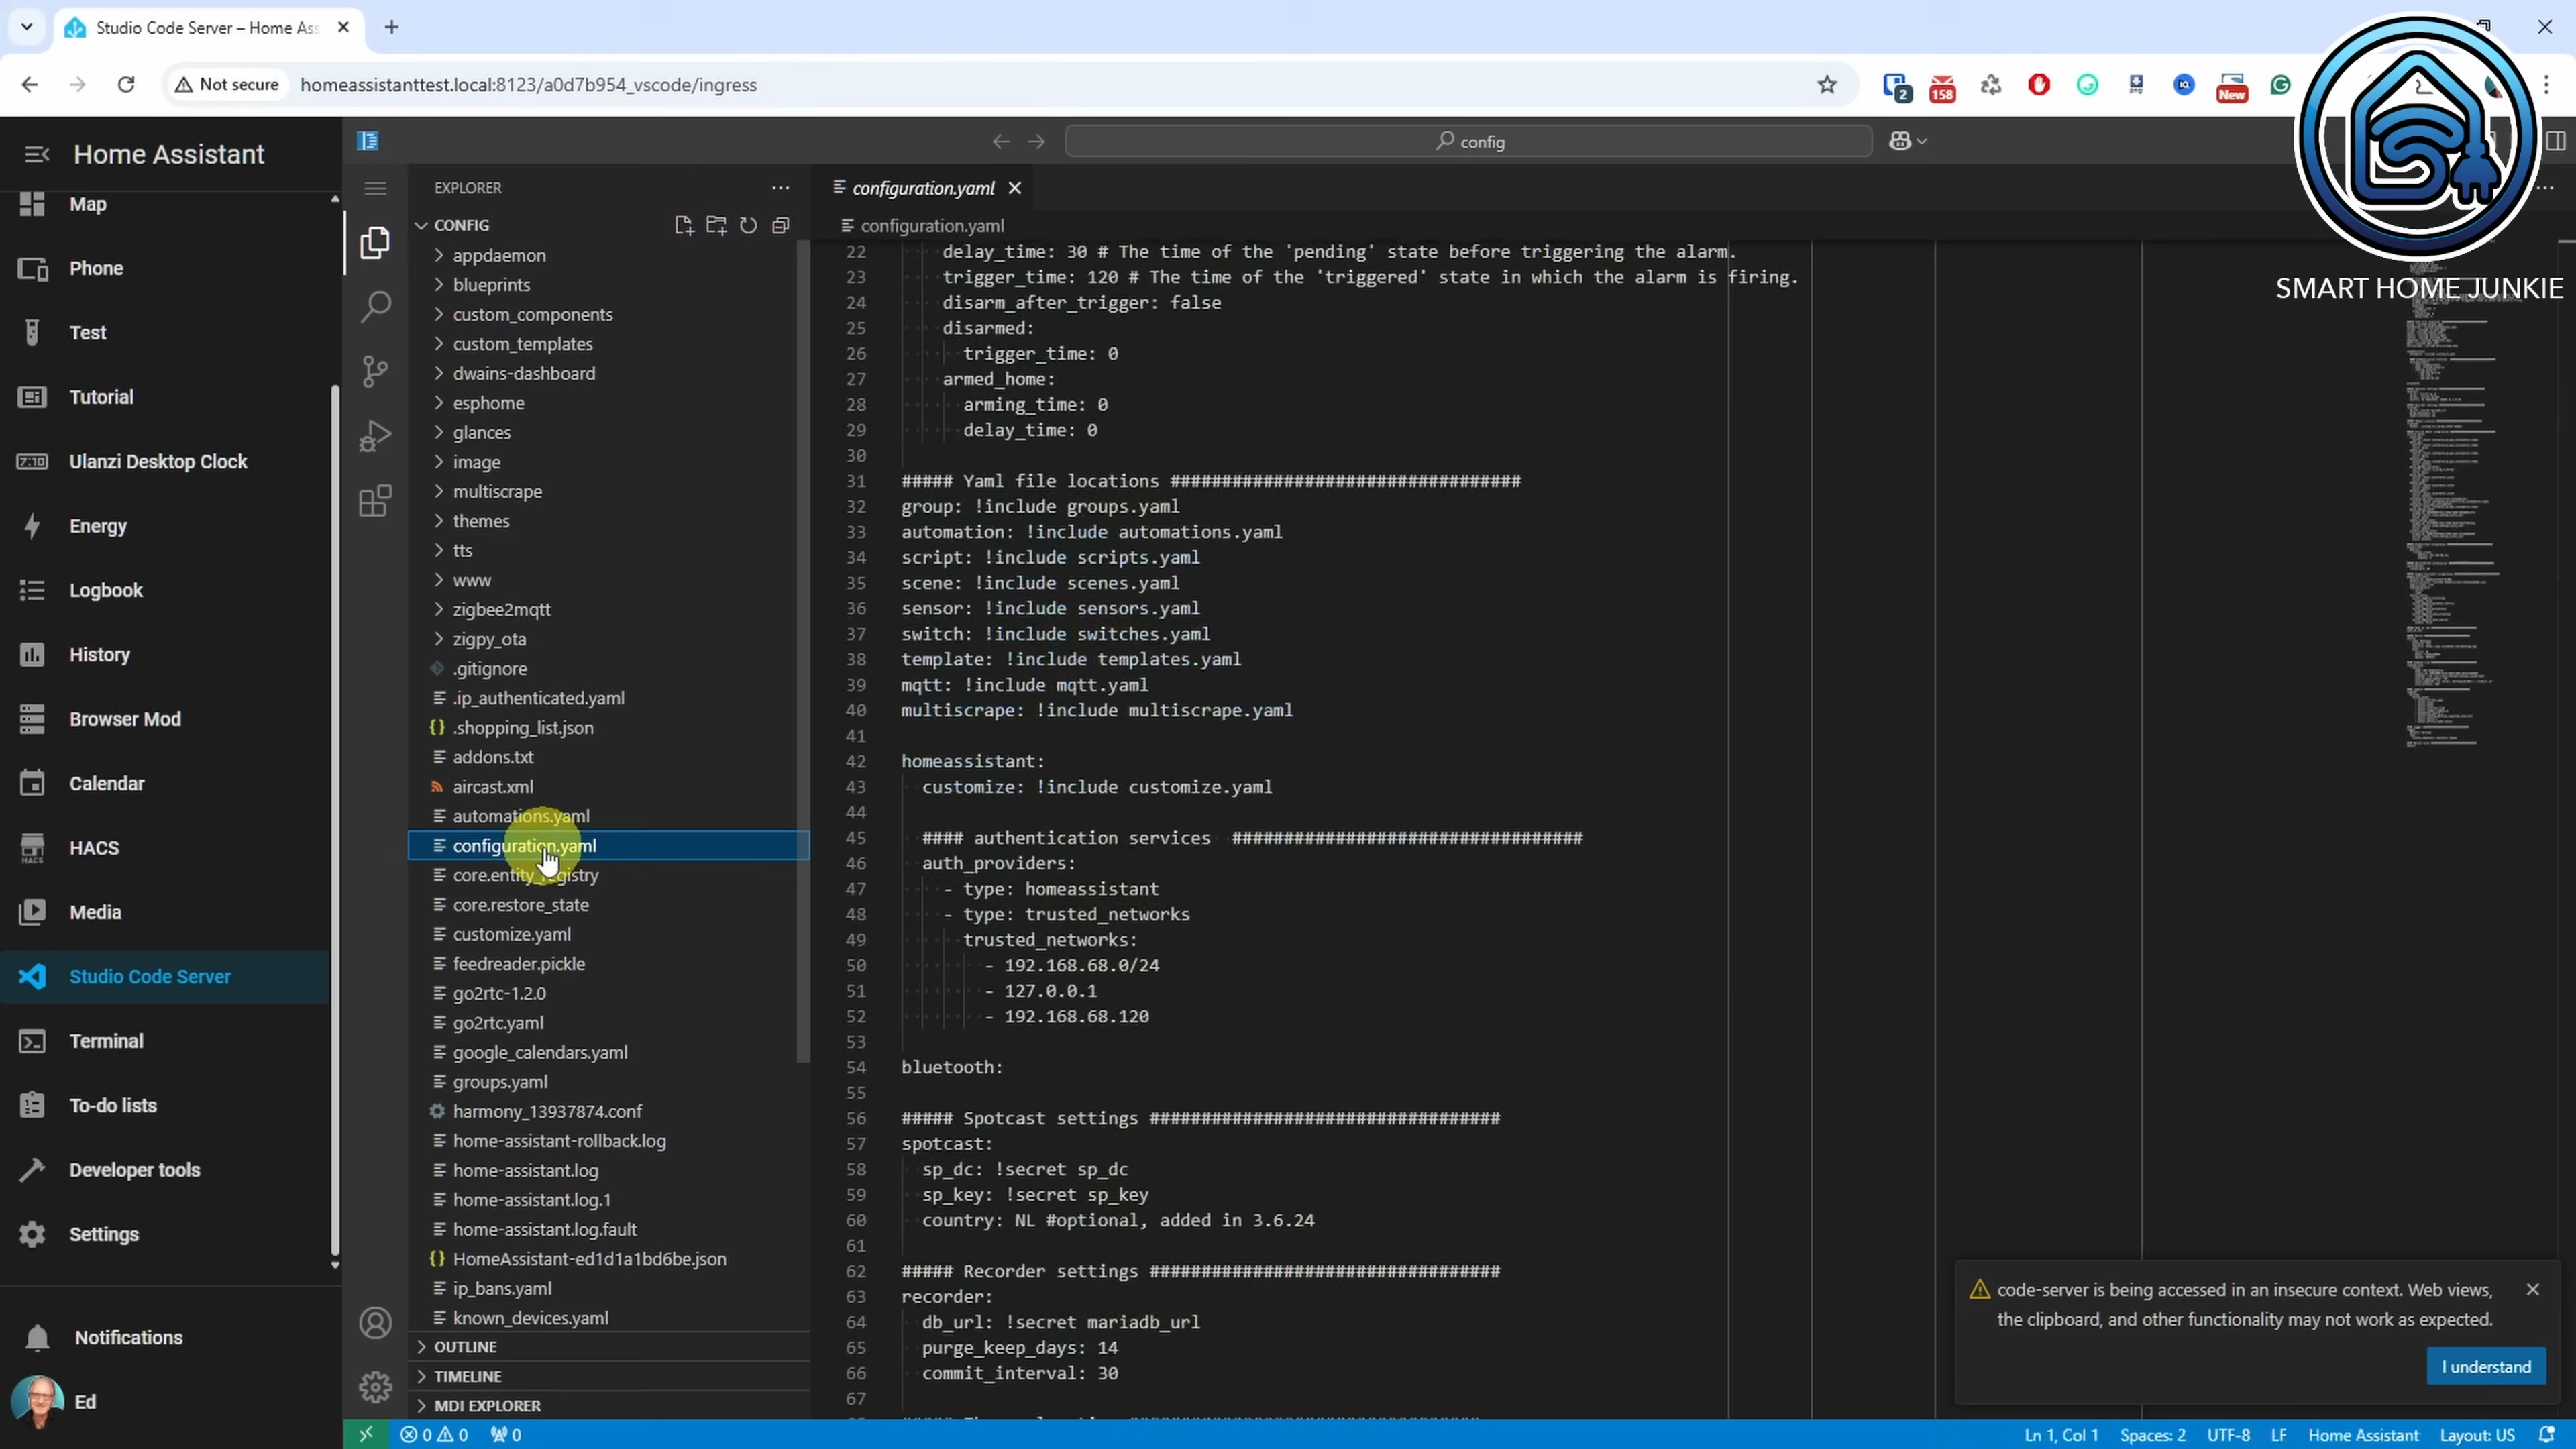 Studio Code Server – Home Ass
Not secure
homeassistanttest.local:8123/a0d7b954_vscode/ingress
2
158
New
SMART HOME JUNKIE
Home Assistant
Map
Phone
Test
Tutorial
7:10
Ulanzi Desktop Clock
Energy
Logbook
History
Browser Mod
Calendar
HACS
HACS
Media
Studio Code Server
Terminal
To-do lists
Developer tools
Settings
Notifications
Ed
config
EXPLORER
CONFIG
appdaemon
blueprints
custom_components
custom_templates
dwains-dashboard
esphome
glances
image
multiscrape
themes
tts
www
zigbee2mqtt
zigpy_ota
.gitignore
.ip_authenticated.yaml
.shopping_list.json
addons.txt
aircast.xml
automations.yaml
configuration.yaml
core.entity_registry
core.restore_state
customize.yaml
feedreader.pickle
go2rtc-1.2.0
go2rtc.yaml
google_calendars.yaml
groups.yaml
harmony_13937874.conf
home-assistant-rollback.log
home-assistant.log
home-assistant.log.1
home-assistant.log.fault
HomeAssistant-ed1d1a1bd6be.json
ip_bans.yaml
known_devices.yaml
OUTLINE
TIMELINE
MDI EXPLORER
configuration.yaml
configuration.yaml
22 delay_time: 30 # The time of the 'pending' state before triggering the alarm.
23 trigger_time: 120 # The time of the 'triggered' state in which the alarm is firing.
24 disarm_after_trigger: false
25 disarmed:
26 trigger_time: 0
27 armed_home:
28 arming_time: 0
29 delay_time: 0
30
31 ##### Yaml file locations ##################################
32 group: !include groups.yaml
33 automation: !include automations.yaml
34 script: !include scripts.yaml
35 scene: !include scenes.yaml
36 sensor: !include sensors.yaml
37 switch: !include switches.yaml
38 template: !include templates.yaml
39 mqtt: !include mqtt.yaml
40 multiscrape: !include multiscrape.yaml
41
42 homeassistant:
43 customize: !include customize.yaml
44
45 #### authentication services ##################################
46 auth_providers:
47 - type: homeassistant
48 - type: trusted_networks
49 trusted_networks:
50 - 192.168.68.0/24
51 - 127.0.0.1
52 - 192.168.68.120
53
54 bluetooth:
55
56 ##### Spotcast settings ##################################
57 spotcast:
58 sp_dc: !secret sp_dc
59 sp_key: !secret sp_key
60 country: NL #optional, added in 3.6.24
61
62 ##### Recorder settings ##################################
63 recorder:
64 db_url: !secret mariadb_url
65 purge_keep_days: 14
66 commit_interval: 30
67
code-server is being accessed in an insecure context. Web views,
the clipboard, and other functionality may not work as expected.
I understand
0 0 0
Ln 1, Col 1 Spaces: 2 UTF-8 LF Home Assistant Layout: US